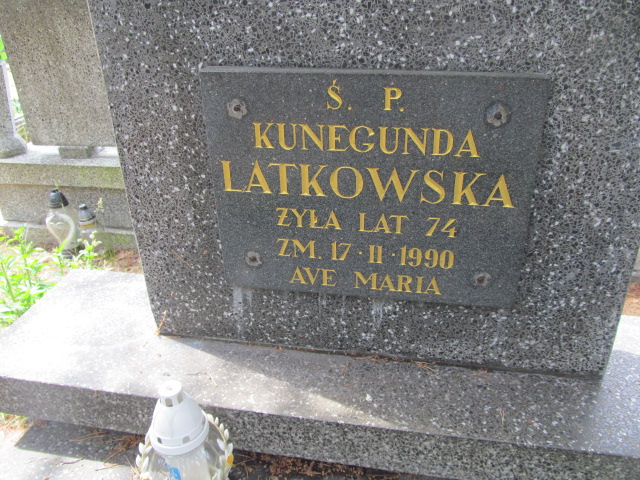 Ś. P.
KUNEGUNDA
LATKOWSKA
ŻYŁA LAT 74
ZM. 17·II·1990
AVE MARIA